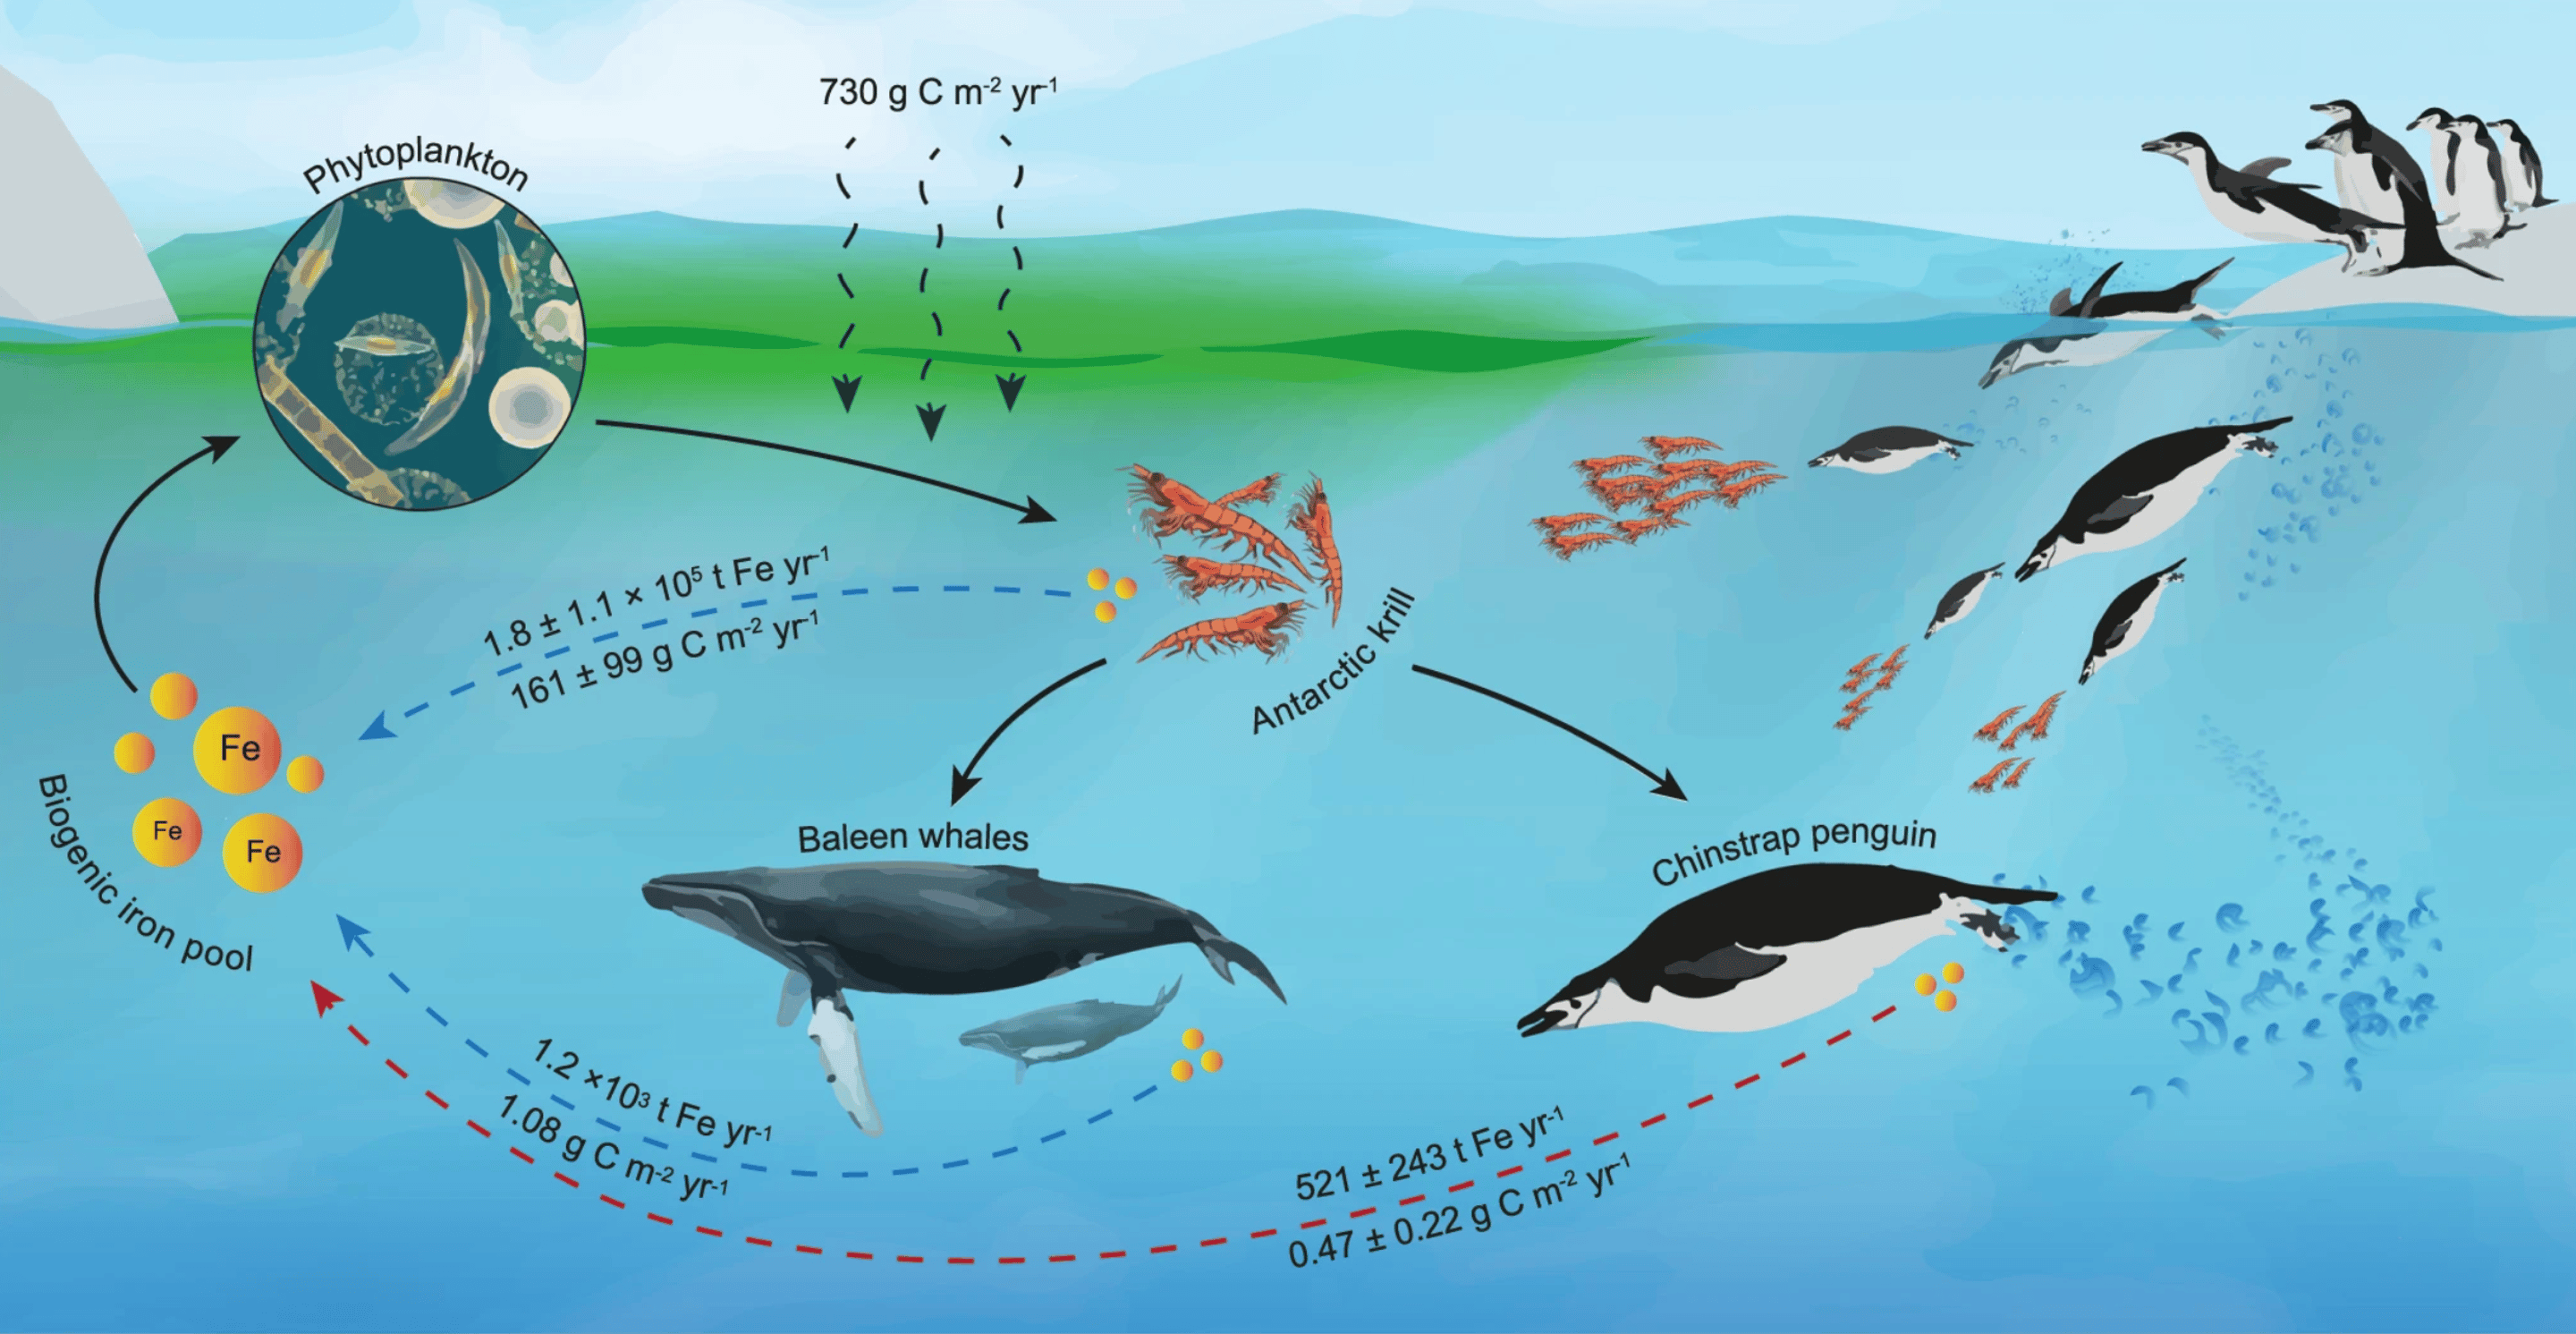 730 g C m⁻² yr⁻¹
Phytoplankton
1.8 ± 1.1 × 10⁵ t Fe yr⁻¹
161 ± 99 g C m⁻² yr⁻¹
Antarctic krill
Fe
Fe
Fe
Biogenic iron pool
Baleen whales
Chinstrap penguin
1.2 ×10³ t Fe yr⁻¹
1.08 g C m⁻² yr⁻¹
521 ± 243 t Fe yr⁻¹
0.47 ± 0.22 g C m⁻² yr⁻¹